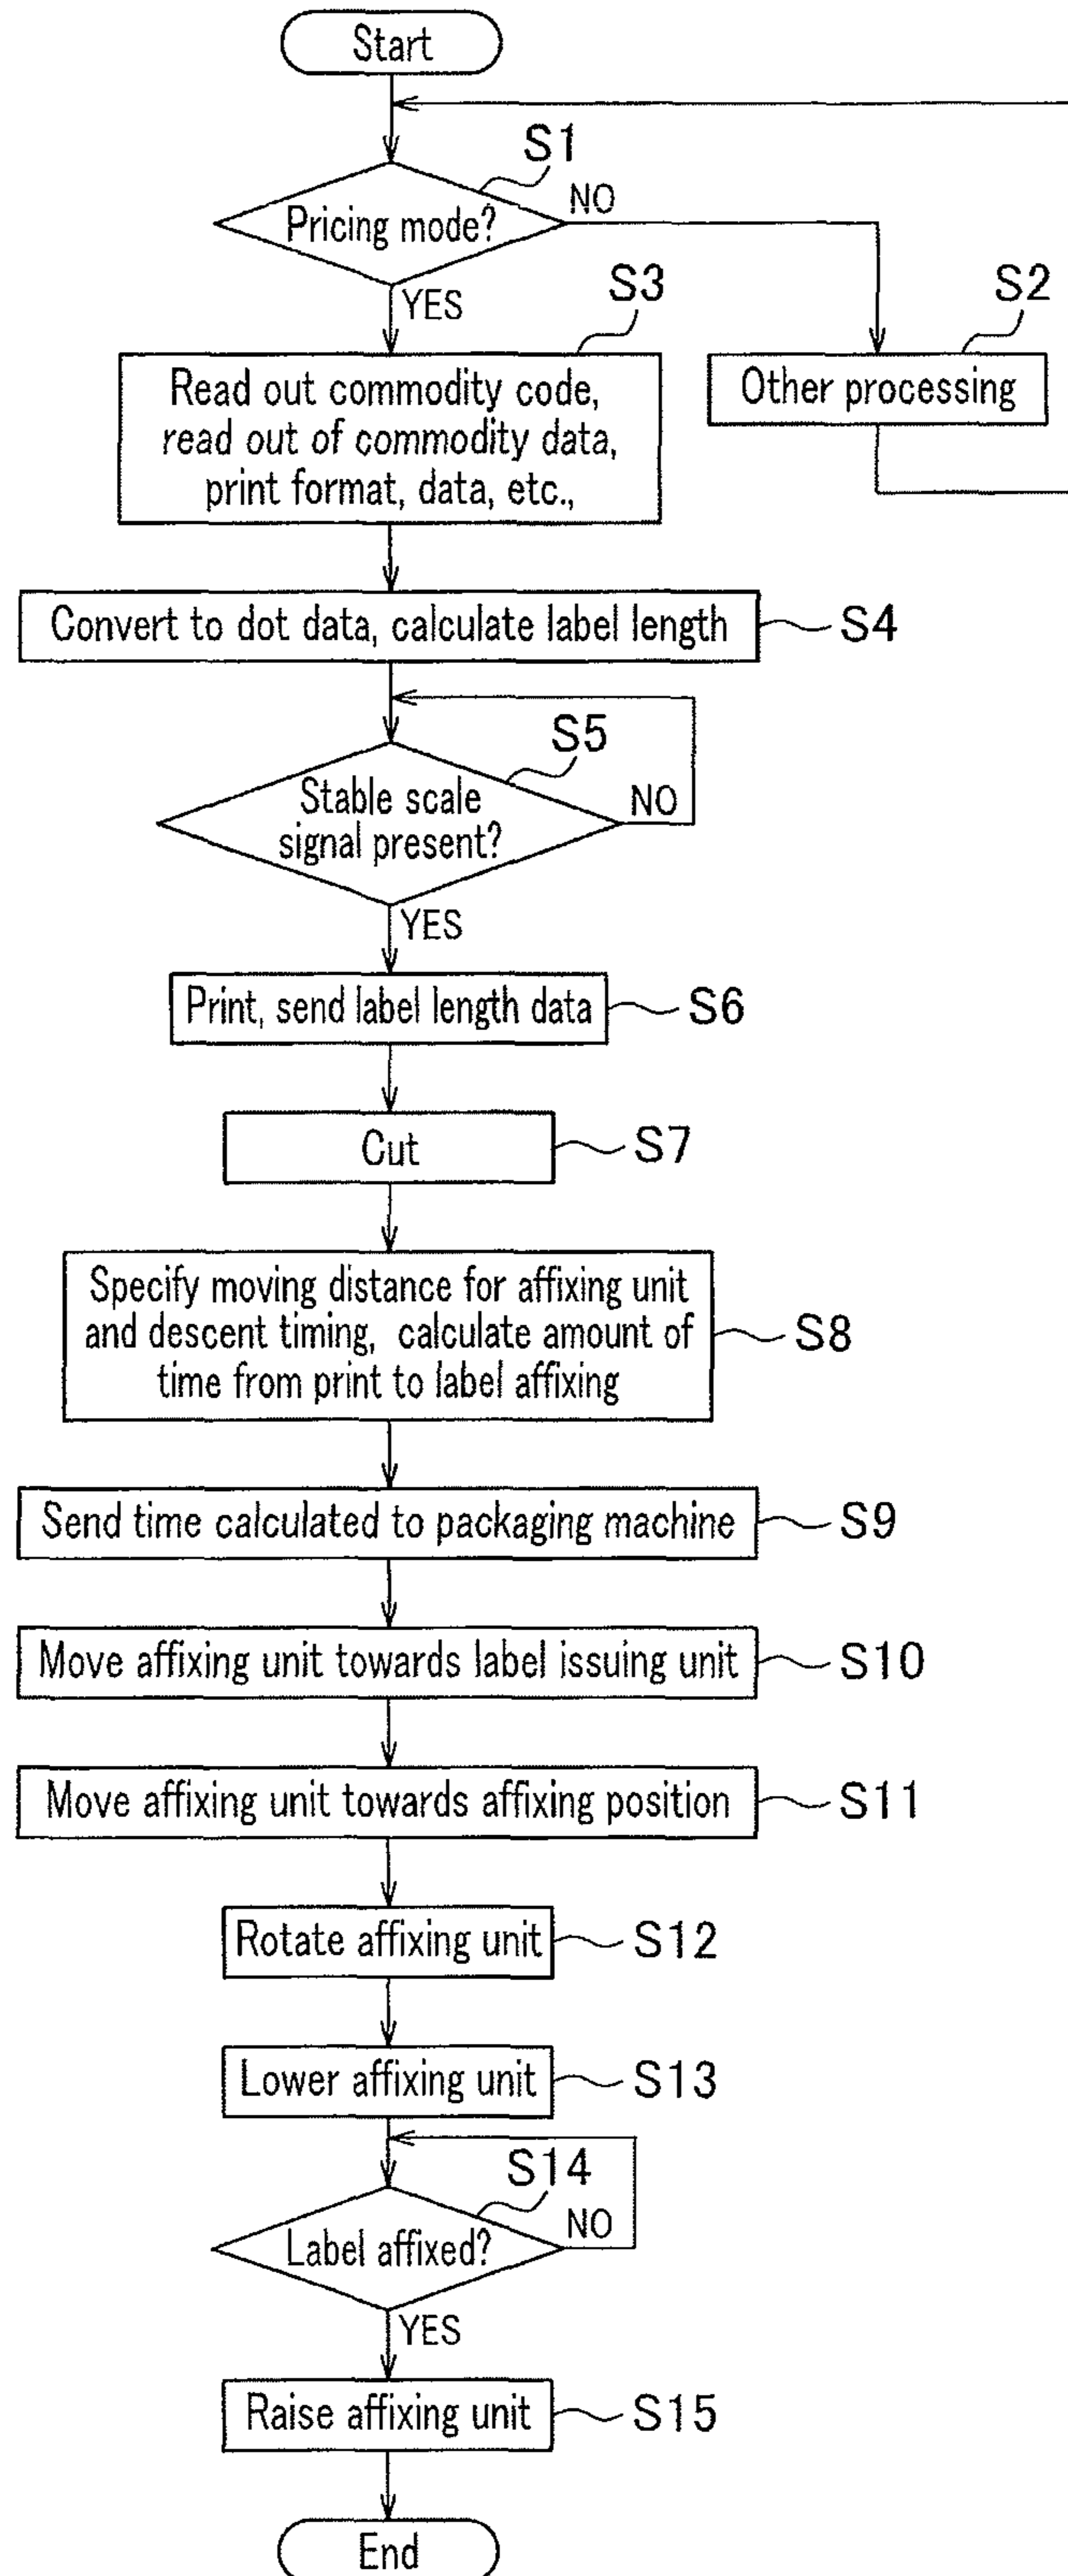 Start
S1
Pricing mode?
NO
YES
S3
S2
Read out commodity code,
read out of commodity data,
print format, data, etc.,
Other processing
Convert to dot data, calculate label length
S4
S5
Stable scale
signal present?
NO
YES
Print, send label length data
S6
Cut
S7
Specify moving distance for affixing unit
and descent timing, calculate amount of
time from print to label affixing
S8
Send time calculated to packaging machine
S9
Move affixing unit towards label issuing unit
S10
Move affixing unit towards affixing position
S11
Rotate affixing unit
S12
Lower affixing unit
S13
S14
Label affixed?
NO
YES
Raise affixing unit
S15
End